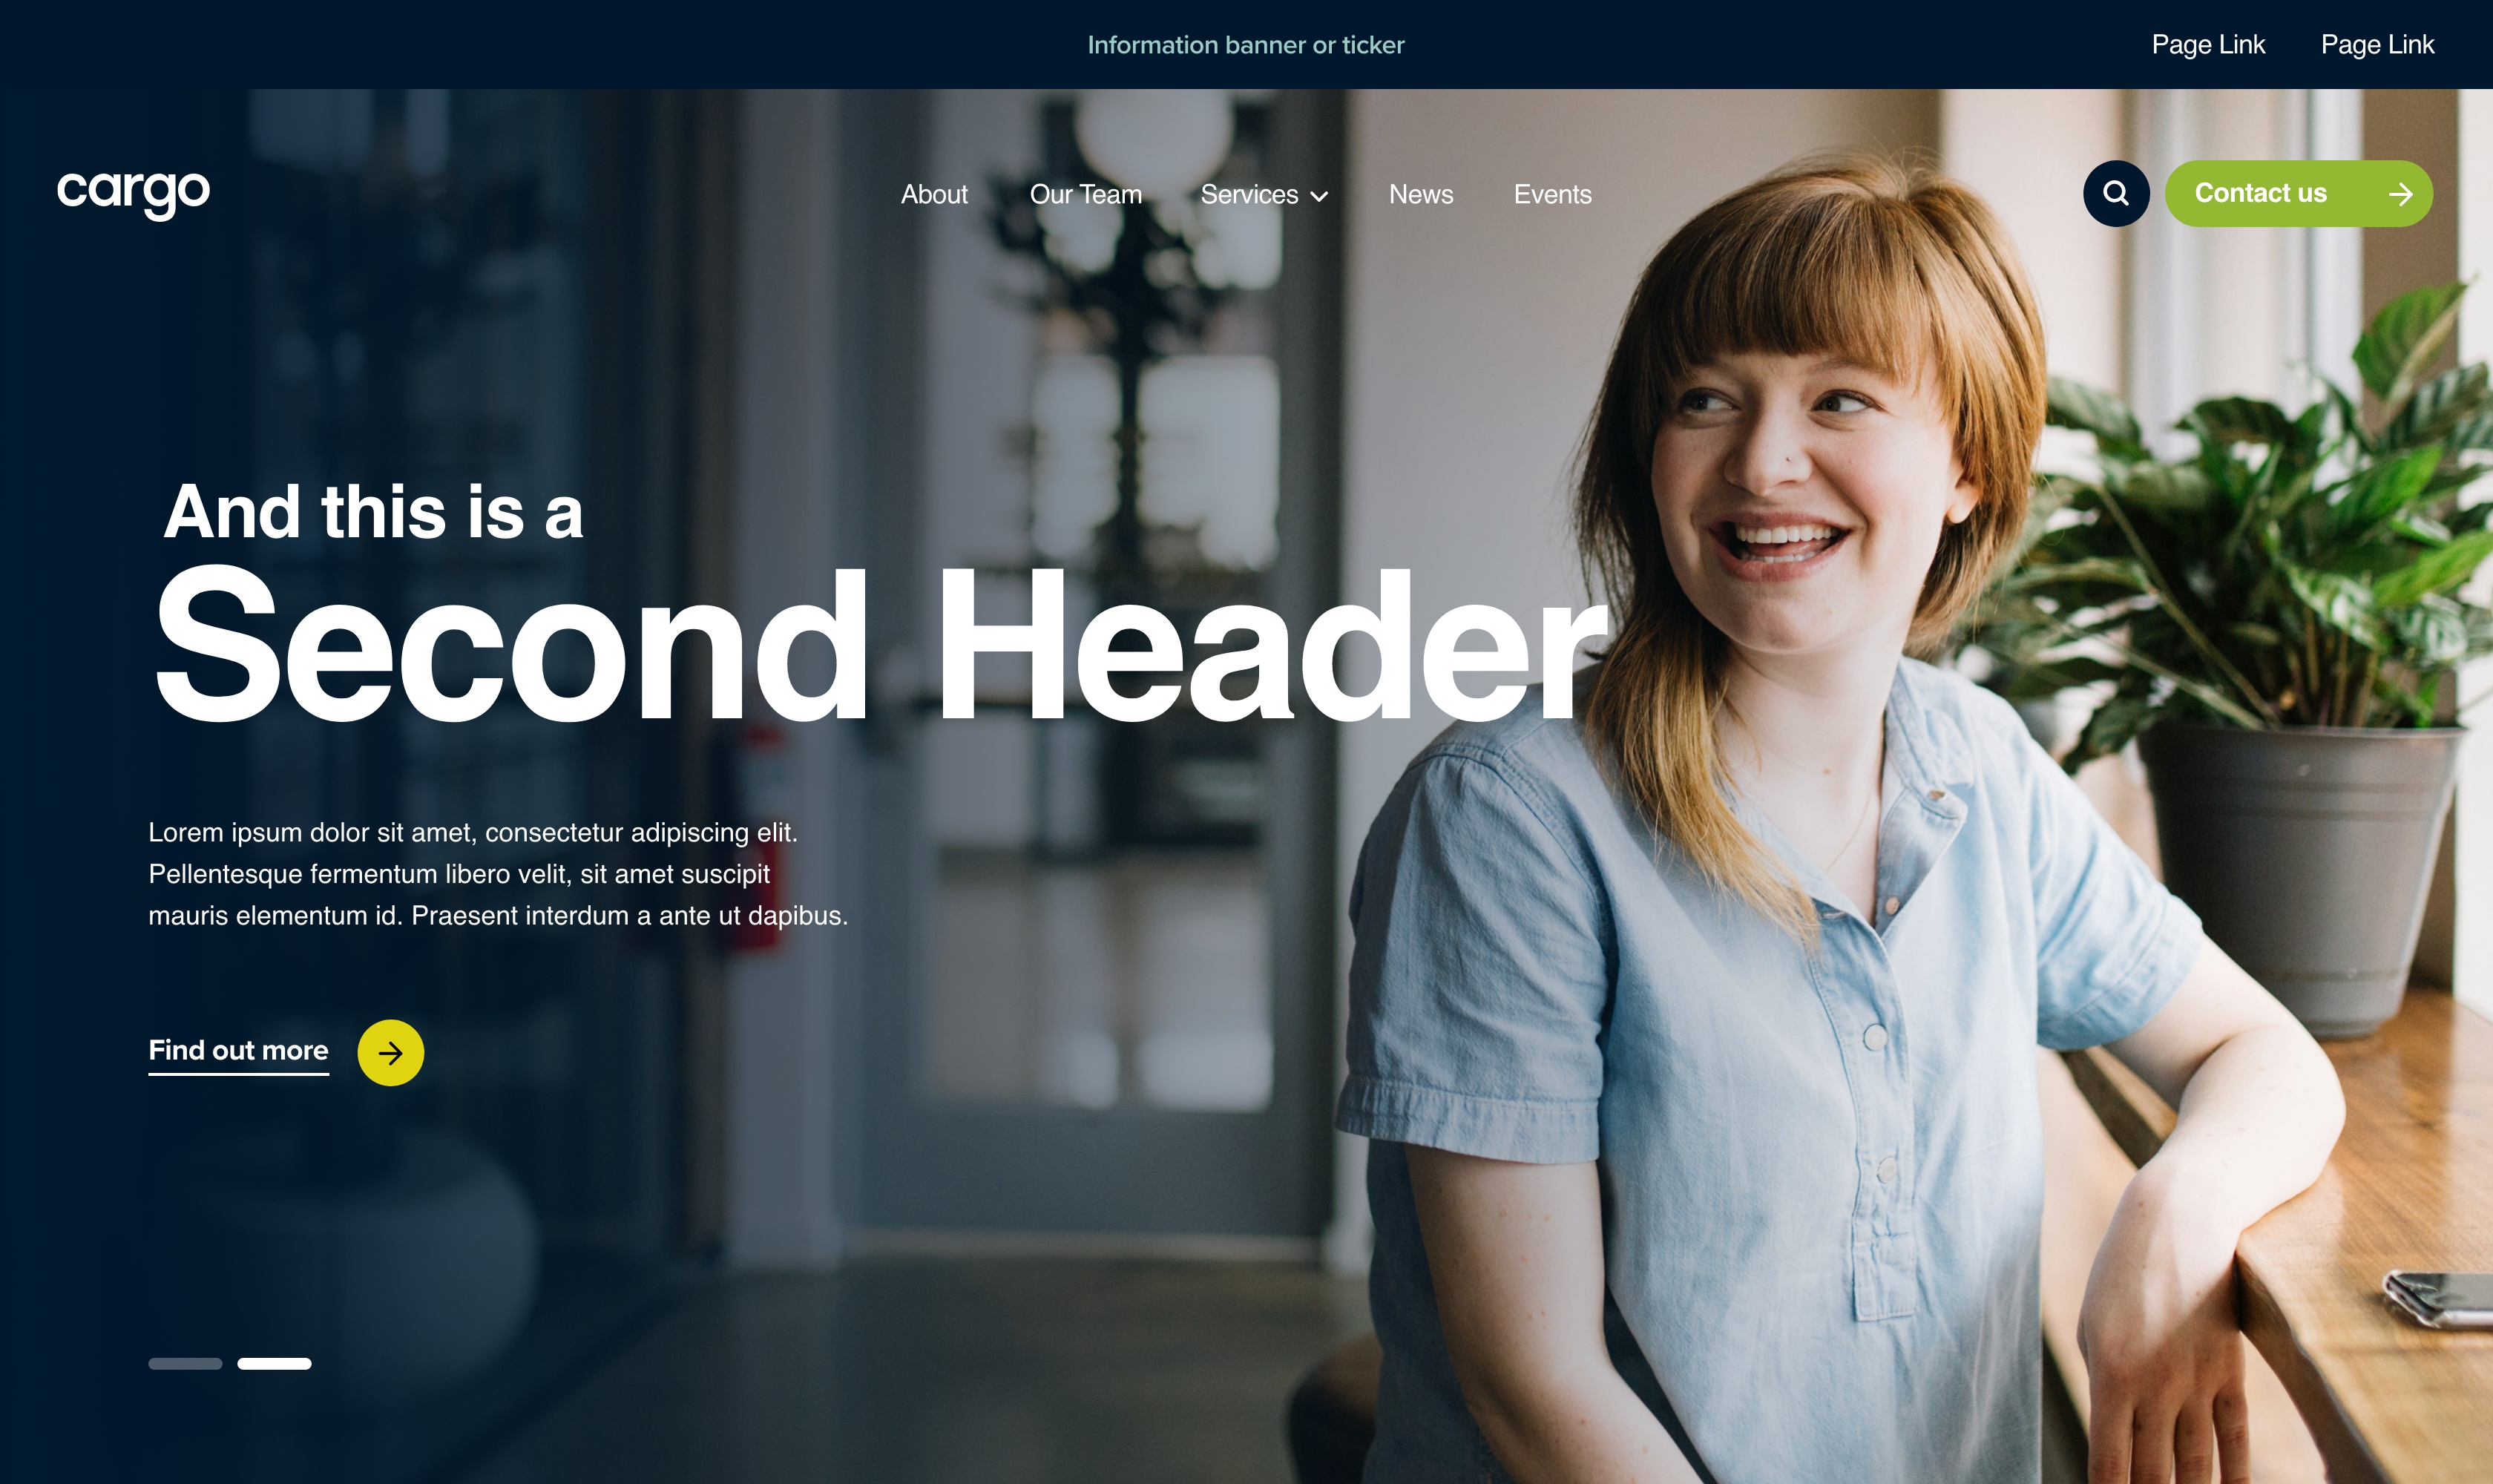 Information banner or ticker
Page Link
Page Link
cargo
About
Our Team
Services
News
Events
Contact us
And this is a
Second Header
Lorem ipsum dolor sit amet, consectetur adipiscing elit.
Pellentesque fermentum libero velit, sit amet suscipit
mauris elementum id. Praesent interdum a ante ut dapibus.
Find out more